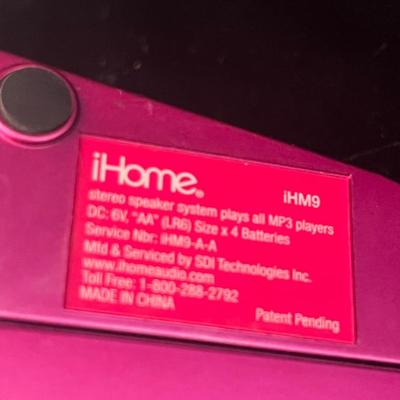 iHome® iHM9
stereo speaker system plays all MP3 players
DC: 6V, "AA" (LR6) Size x 4 Batteries
Service Nbr: iHM9-A-A
Mfd & Serviced by SDI Technologies Inc.
www.ihomeaudio.com
Toll Free: 1-800-288-2792
MADE IN CHINA Patent Pending